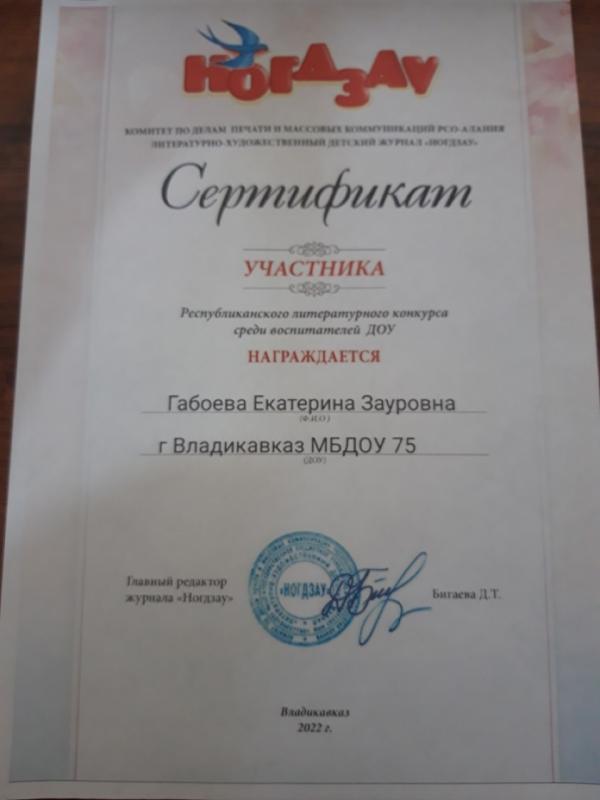 НОГДЗАУ
КОМИТЕТ ПО ДЕЛАМ ПЕЧАТИ И МАССОВЫХ КОММУНИКАЦИЙ РСО-АЛАНИЯ
ЛИТЕРАТУРНО-ХУДОЖЕСТВЕННЫЙ ДЕТСКИЙ ЖУРНАЛ «НОГДЗАУ»
Сертификат
УЧАСТНИКА
Республиканского литературного конкурса
среди воспитателей ДОУ
НАГРАЖДАЕТСЯ
Габоева Екатерина Зауровна
(Ф.И.О)
г Владикавказ МБДОУ 75
(ДОУ)
Главный редактор
журнала «Ногдзау»
«НОГДЗАУ»
Бигаева Д.Т.
Владикавказ
2022 г.